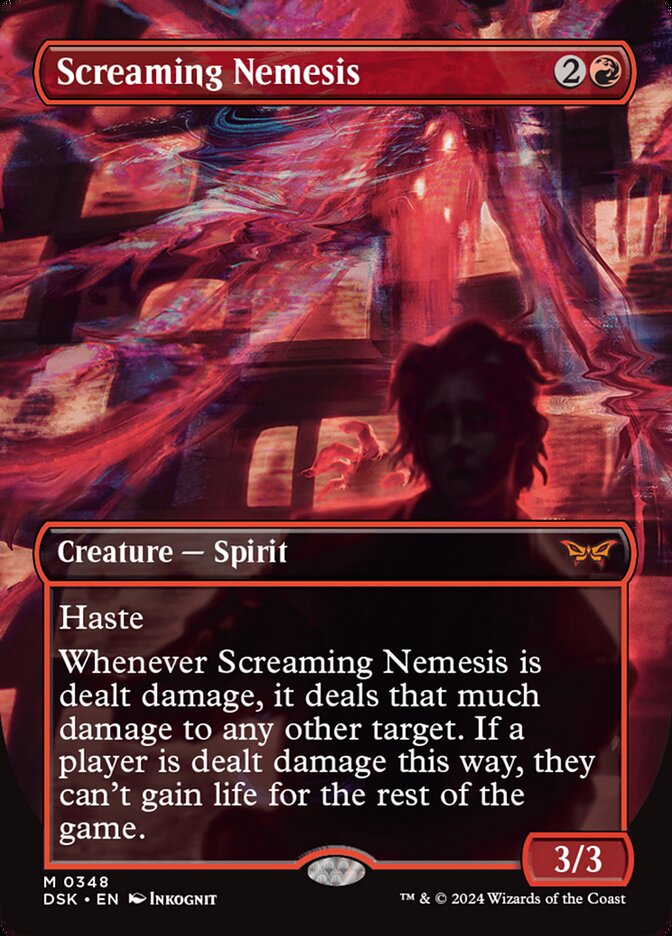 Screaming Nemesis 2
Creature — Spirit
Haste
Whenever Screaming Nemesis is
dealt damage, it deals that much
damage to any other target. If a
player is dealt damage this way, they
can't gain life for the rest of the
game.
3/3
M 0348
DSK • EN Inkognit
™ & © 2024 Wizards of the Coast